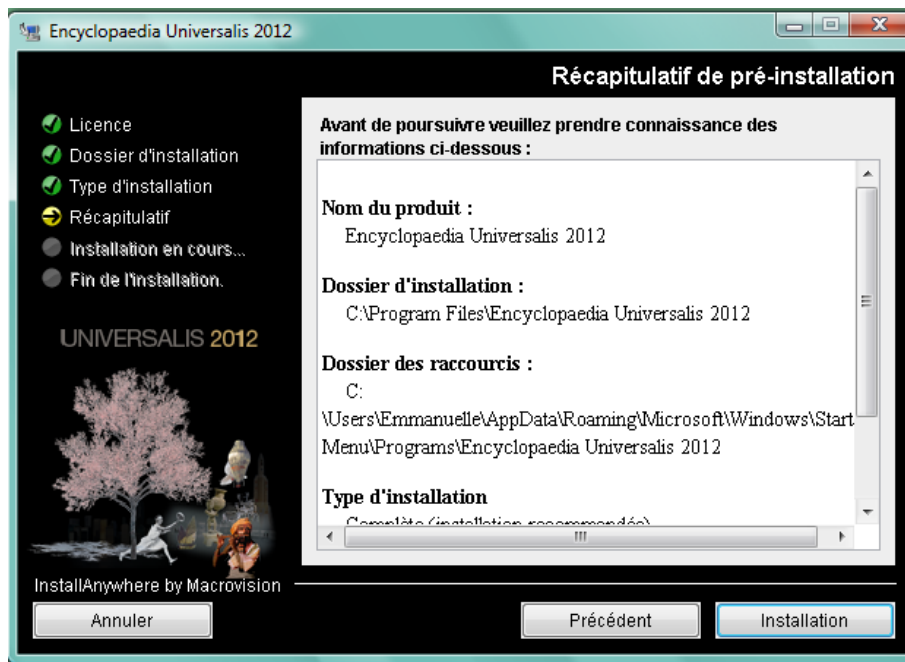 Encyclopaedia Universalis 2012
Récapitulatif de pré-installation
Licence
Dossier d'installation
Type d'installation
Récapitulatif
Installation en cours...
Fin de l'installation.
UNIVERSALIS 2012
Avant de poursuivre veuillez prendre connaissance des
informations ci-dessous :
Nom du produit :
Encyclopaedia Universalis 2012
Dossier d'installation :
C:\Program Files\Encyclopaedia Universalis 2012
Dossier des raccourcis :
C:
\Users\Emmanuelle\AppData\Roaming\Microsoft\Windows\Start
Menu\Programs\Encyclopaedia Universalis 2012
Type d'installation
Complète (installation recommandée)
InstallAnywhere by Macrovision
Annuler
Précédent
Installation